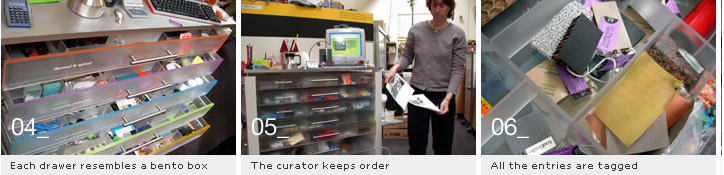 04_
05_
06_
Each drawer resembles a bento box
The curator keeps order
All the entries are tagged